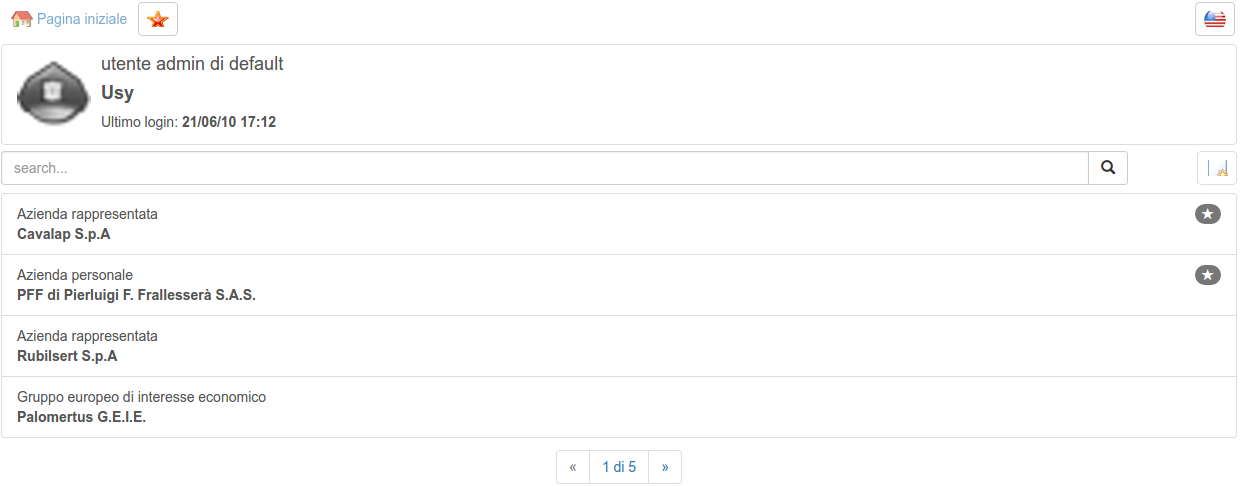 Pagina iniziale
utente admin di default
Usy
Ultimo login: 21/06/10 17:12
search...
Azienda rappresentata
Cavalap S.p.A
Azienda personale
PFF di Pierluigi F. Frallesserà S.A.S.
Azienda rappresentata
Rubilsert S.p.A
Gruppo europeo di interesse economico
Palomertus G.E.I.E.
« 1 di 5 »